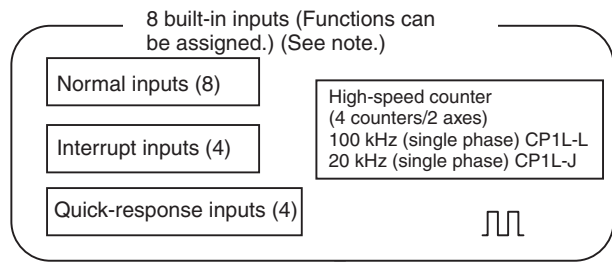 8 built-in inputs (Functions can
be assigned.) (See note.)
Normal inputs (8)
Interrupt inputs (4)
Quick-response inputs (4)
High-speed counter
(4 counters/2 axes)
100 kHz (single phase) CP1L-L
20 kHz (single phase) CP1L-J